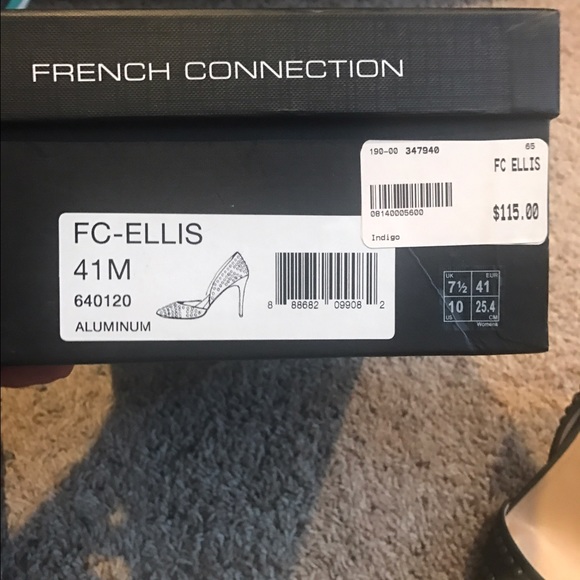 FRENCH CONNECTION
190-00 347940
65
FC ELLIS
08140005600
$115.00
Indigo
FC-ELLIS
41M
640120
ALUMINUM
8 88682 09908 2
UK EUR
7½ 41
10 25.4
US CM
Womens